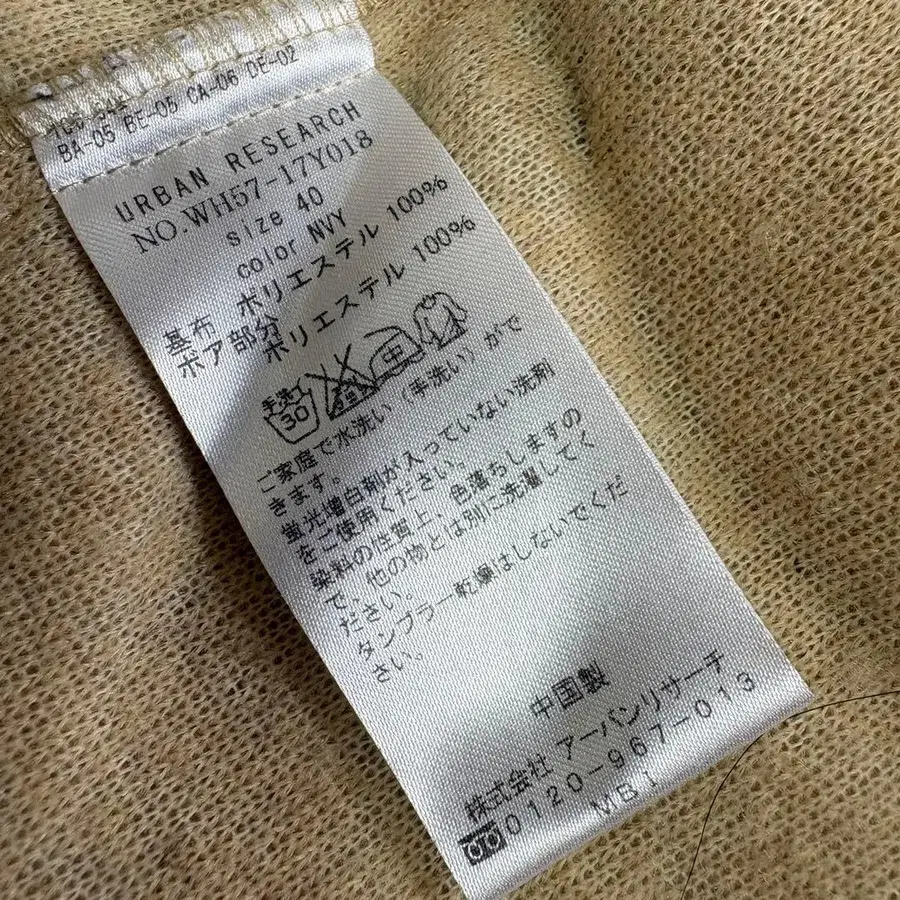 BA-05 BE-05 CA-06 DE-02
URBAN RESEARCH
NO.WH57-17Y018
size 40
color NVY
基布 ポリエステル 100%
ボア部分 ポリエステル 100%
手洗イ
30
中
ご家庭で水洗い（手洗い）がで
きます。
蛍光増白剤が入っていない洗剤
をご使用ください。
染料の性質上、色落ちしますの
で、他の物とは別に洗濯してく
ださい。
タンブラー乾燥はしないでくだ
さい。
中国製
株式会社 アーバンリサーチ
0120-967-013
MBI